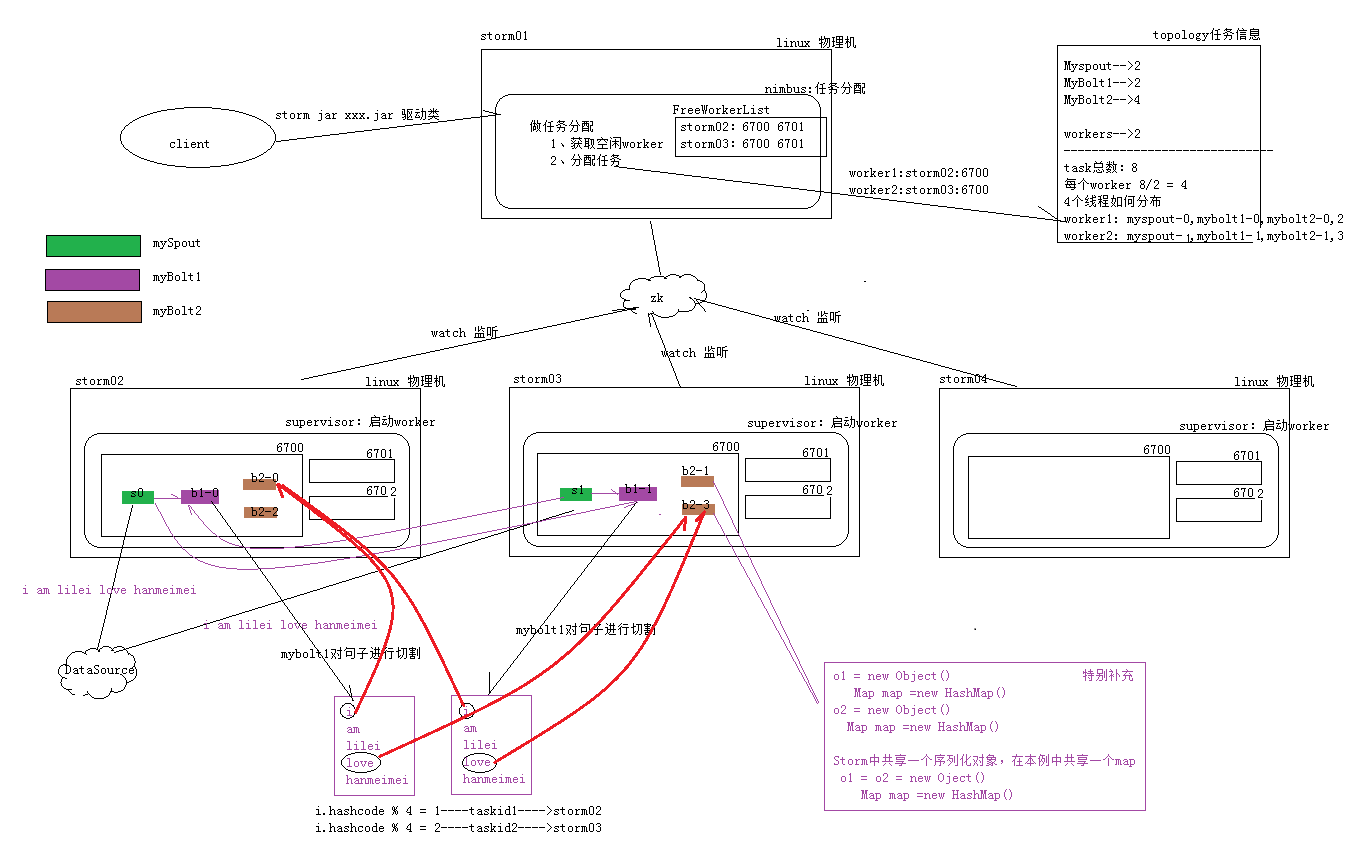 storm01
linux 物理机
topology任务信息
Myspout-->2
MyBolt1-->2
MyBolt2-->4
workers-->2
------------------------------
task总数: 8
每个worker 8/2 = 4
4个线程如何分布
worker1: myspout-0,mybolt1-0,mybolt2-0,2
worker2: myspout-1,mybolt1-1,mybolt2-1,3
nimbus:任务分配
FreeWorkerList
storm02: 6700 6701
storm03: 6700 6701
做任务分配
1、获取空闲worker
2、分配任务
storm jar xxx.jar 驱动类
client
worker1:storm02:6700
worker2:storm03:6700
mySpout
myBolt1
myBolt2
zk
watch 监听
watch 监听
watch 监听
storm02
linux 物理机
supervisor: 启动worker
6700
6701
6702
s0
b1-0
b2-0
b2-2
storm03
linux 物理机
supervisor: 启动worker
6700
6701
6702
s1
b1-1
b2-1
b2-3
storm04
linux 物理机
supervisor: 启动worker
6700
6701
6702
i am lilei love hanmeimei
i am lilei love hanmeimei
DataSource
mybolt1对句子进行切割
mybolt1对句子进行切割
i
am
lilei
love
hanmeimei
i
am
lilei
love
hanmeimei
i.hashcode % 4 = 1----taskid1---->storm02
i.hashcode % 4 = 2----taskid2---->storm03
o1 = new Object()
特别补充
Map map =new HashMap()
o2 = new Object()
Map map =new HashMap()
Storm中共享一个序列化对象，在本例中共享一个map
o1 = o2 = new Oject()
Map map =new HashMap()